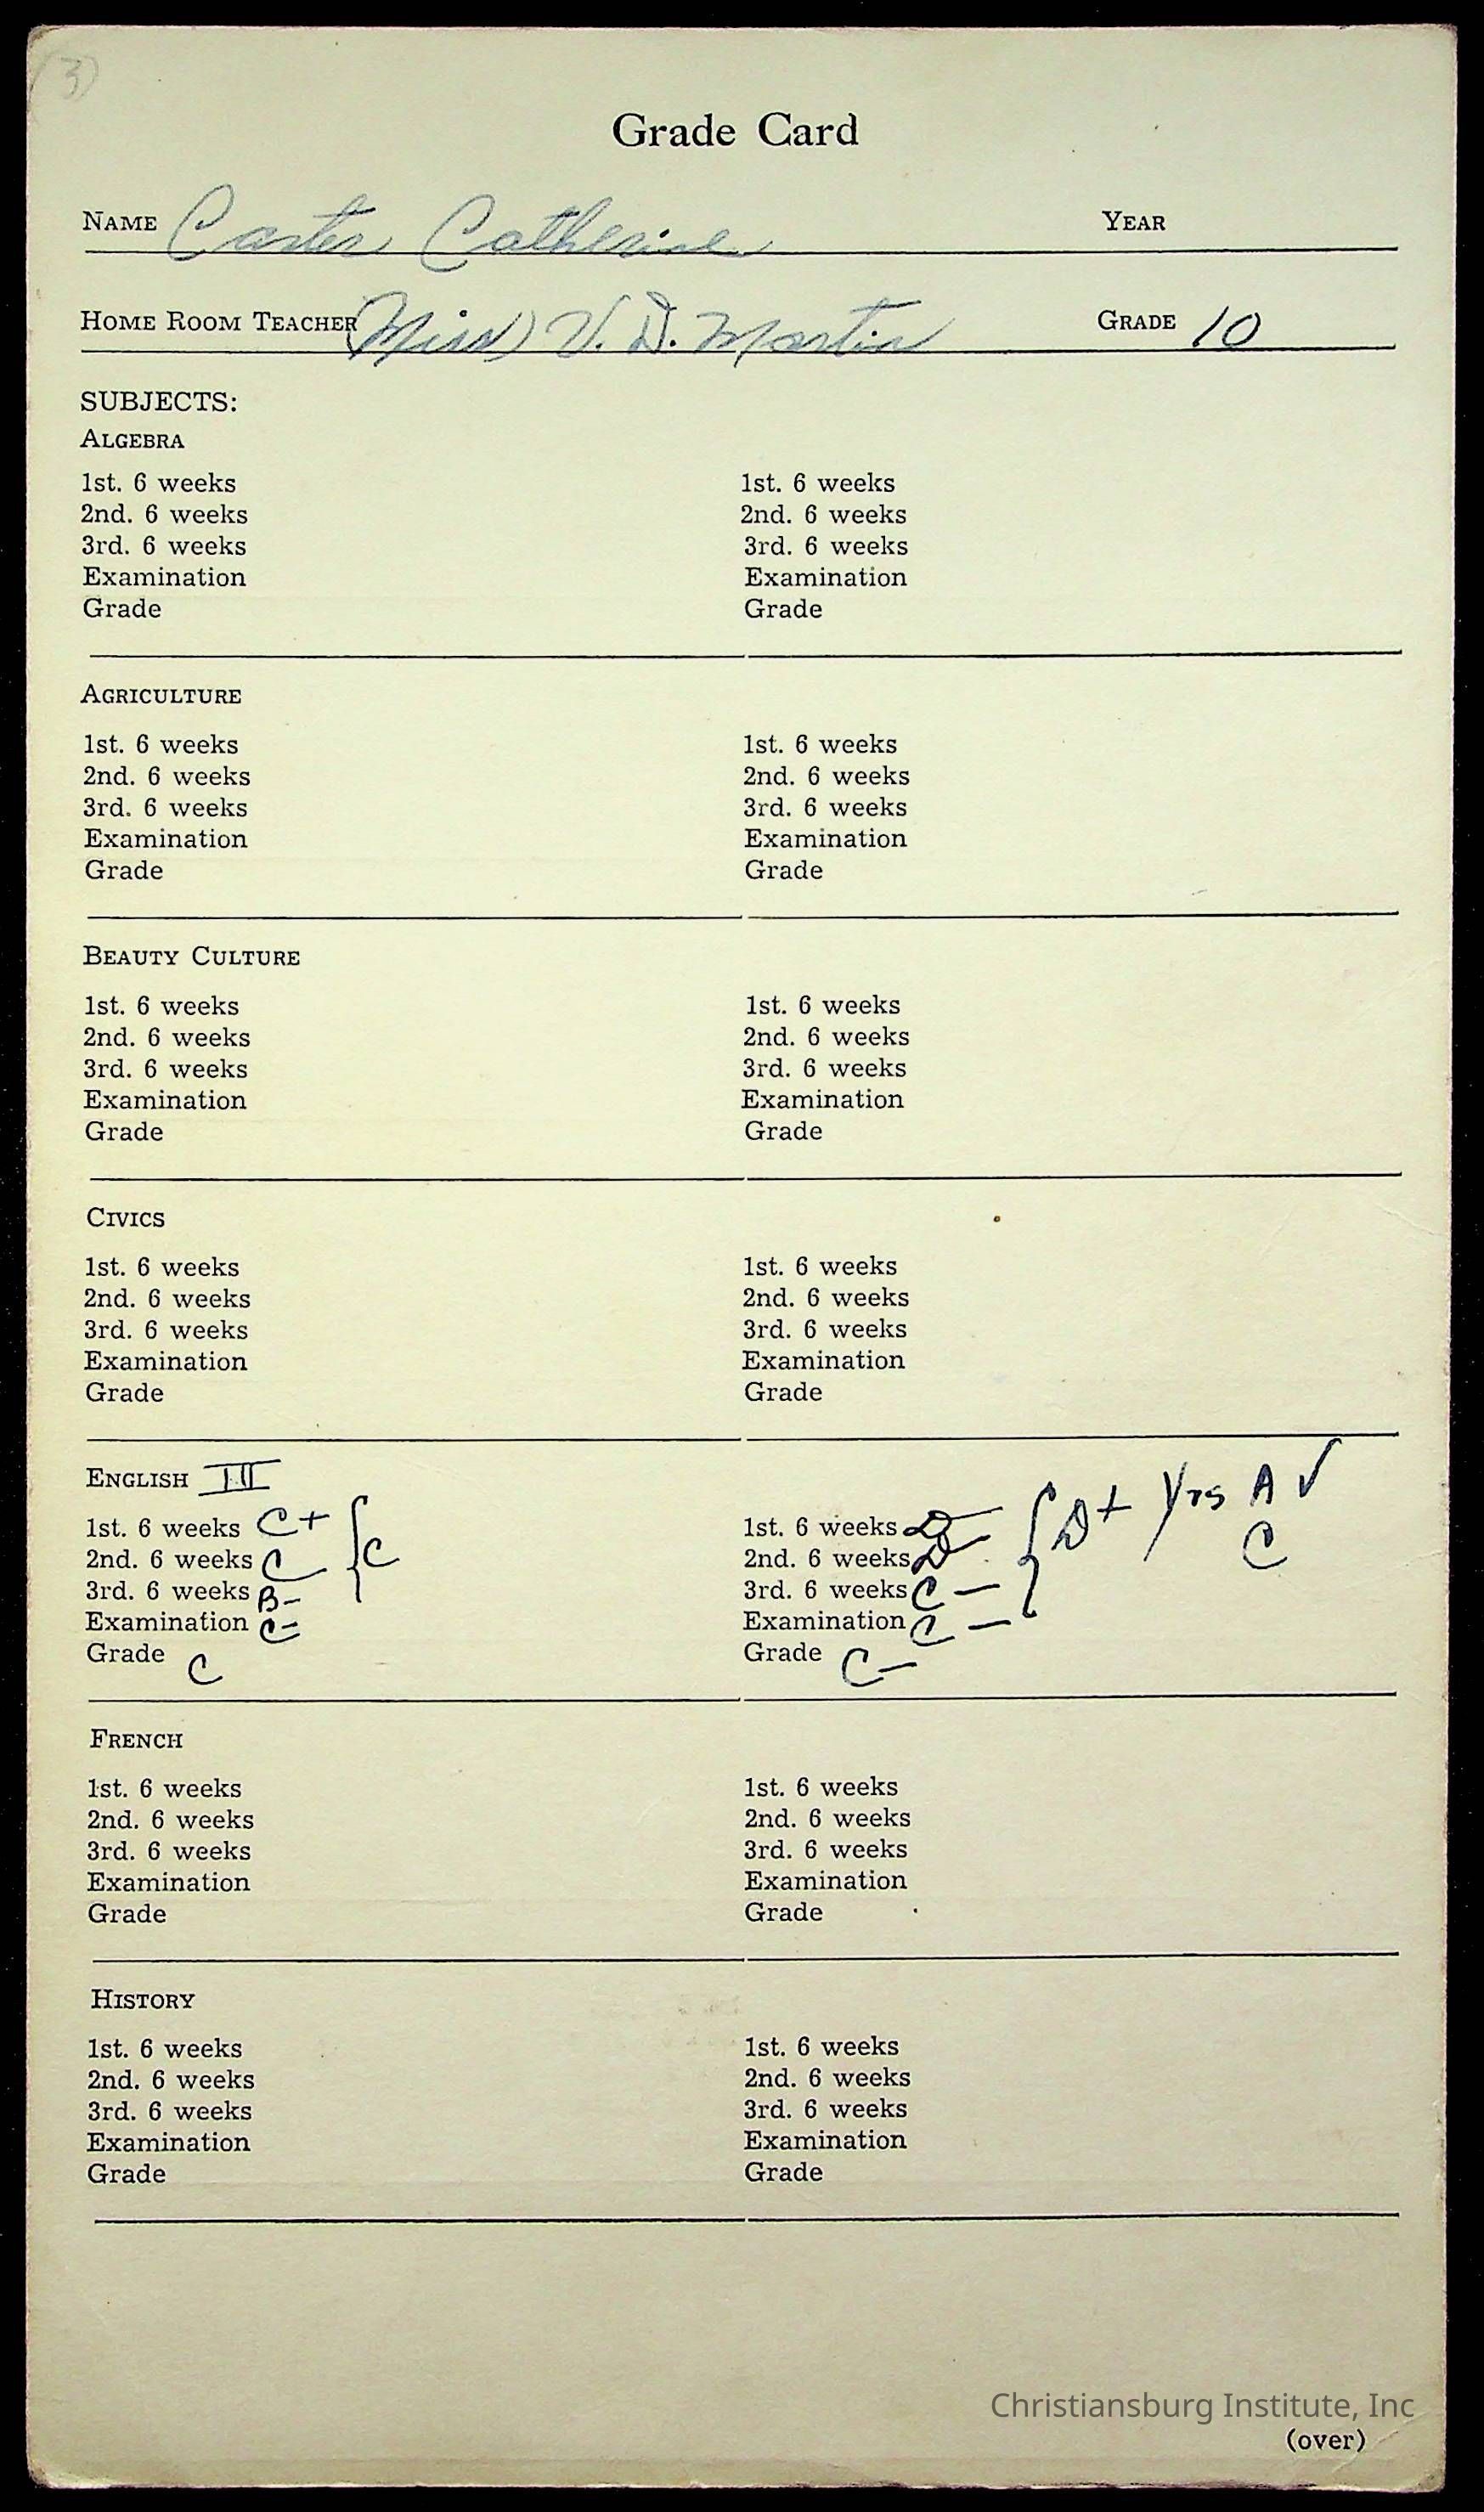 (3)
Grade Card
NAME Carter, Catherine YEAR
HOME ROOM TEACHER Miss V. D. Martin GRADE 10
SUBJECTS:
ALGEBRA
1st. 6 weeks 1st. 6 weeks
2nd. 6 weeks 2nd. 6 weeks
3rd. 6 weeks 3rd. 6 weeks
Examination Examination
Grade Grade
AGRICULTURE
1st. 6 weeks 1st. 6 weeks
2nd. 6 weeks 2nd. 6 weeks
3rd. 6 weeks 3rd. 6 weeks
Examination Examination
Grade Grade
BEAUTY CULTURE
1st. 6 weeks 1st. 6 weeks
2nd. 6 weeks 2nd. 6 weeks
3rd. 6 weeks 3rd. 6 weeks
Examination Examination
Grade Grade
CIVICS
1st. 6 weeks 1st. 6 weeks
2nd. 6 weeks 2nd. 6 weeks
3rd. 6 weeks 3rd. 6 weeks
Examination Examination
Grade Grade
ENGLISH III Yrs A ✓
1st. 6 weeks C+ 1st. 6 weeks D- D+
2nd. 6 weeks C C 2nd. 6 weeks D C
3rd. 6 weeks B- 3rd. 6 weeks C-
Examination C- Examination C-
Grade C Grade C-
FRENCH
1st. 6 weeks 1st. 6 weeks
2nd. 6 weeks 2nd. 6 weeks
3rd. 6 weeks 3rd. 6 weeks
Examination Examination
Grade Grade
HISTORY
1st. 6 weeks 1st. 6 weeks
2nd. 6 weeks 2nd. 6 weeks
3rd. 6 weeks 3rd. 6 weeks
Examination Examination
Grade Grade
Christiansburg Institute, Inc
(over)